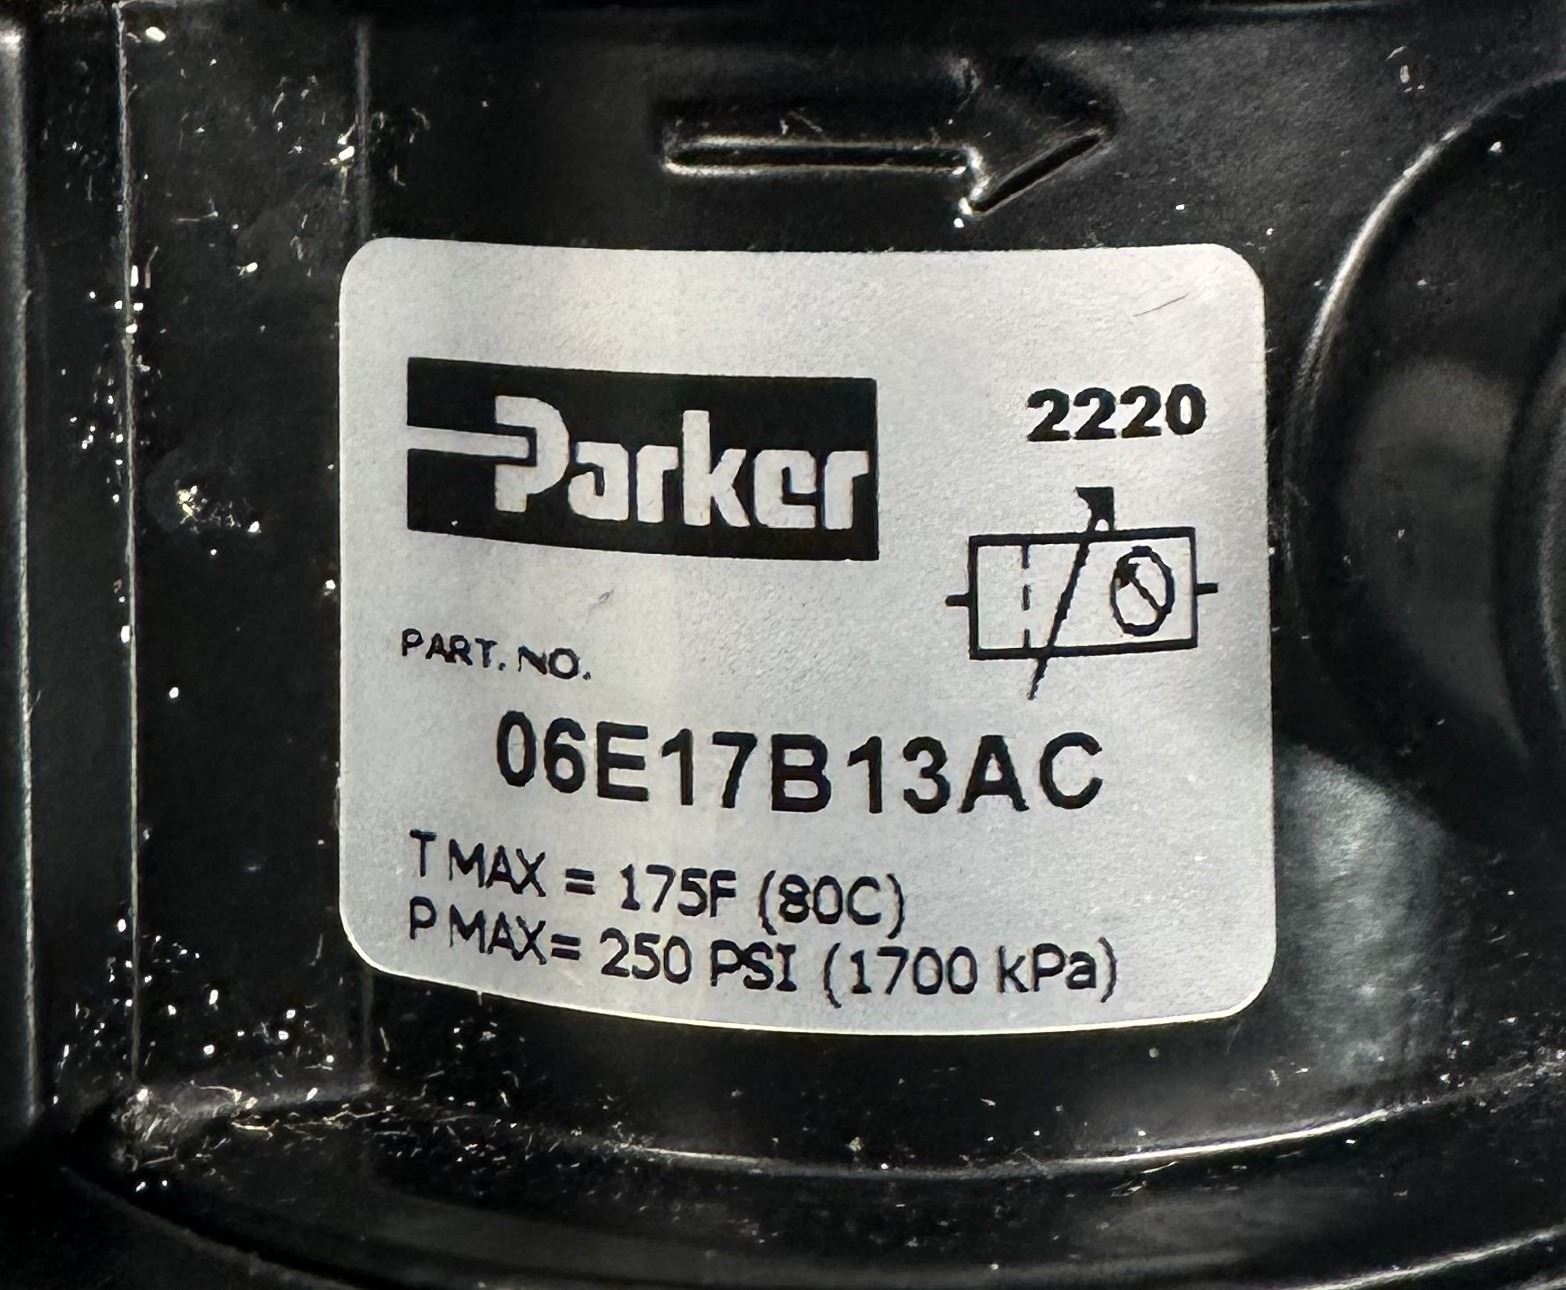 Parker
2220
PART. NO.
06E17B13AC
T MAX = 175F (80C)
P MAX= 250 PSI (1700 kPa)